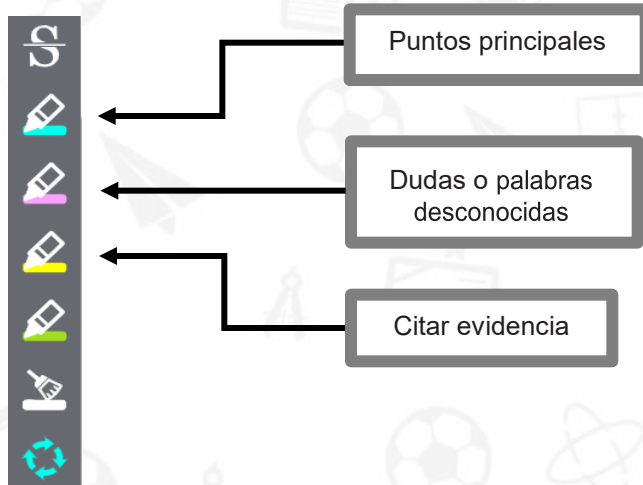 S
Puntos principales
Dudas o palabras
desconocidas
Citar evidencia